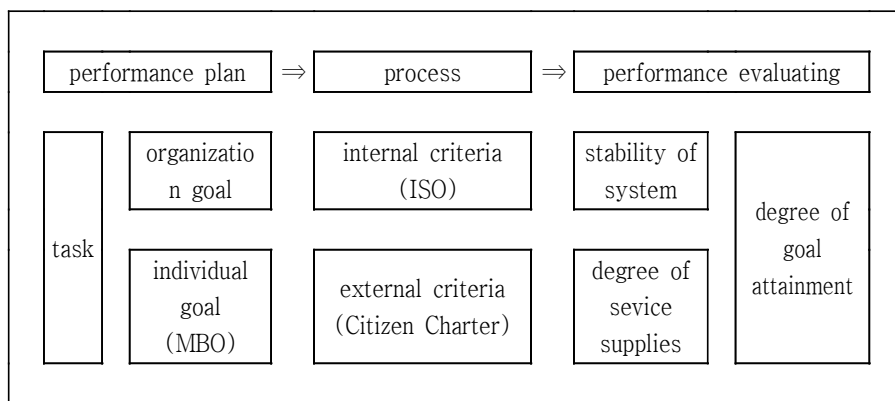 performance plan ⇒ process ⇒ performance evaluating
task
organizatio
n goal
internal criteria
(ISO)
stability of
system
degree of
goal
attainment
individual
goal
(MBO)
external criteria
(Citizen Charter)
degree of
sevice
supplies